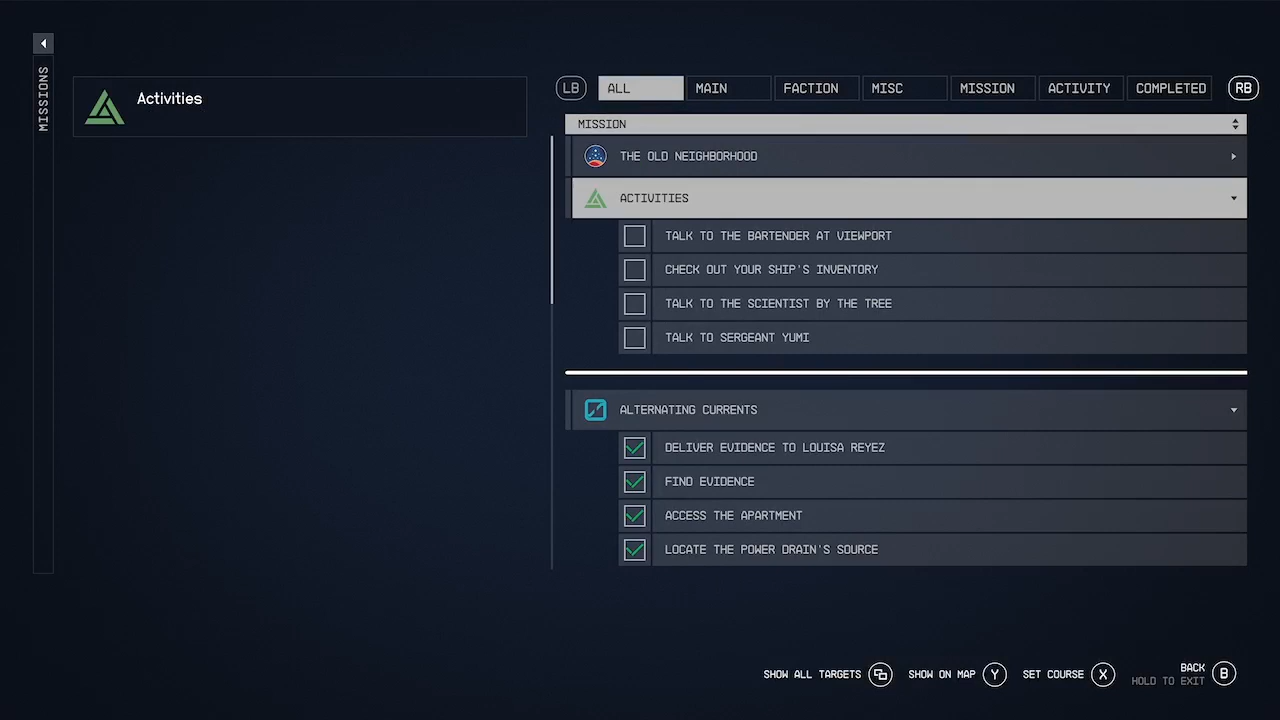 MISSIONS
Activities
LB
ALL
MAIN
FACTION
MISC
MISSION
ACTIVITY
COMPLETED
RB
MISSION
THE OLD NEIGHBORHOOD
ACTIVITIES
TALK TO THE BARTENDER AT VIEWPORT
CHECK OUT YOUR SHIP'S INVENTORY
TALK TO THE SCIENTIST BY THE TREE
TALK TO SERGEANT YUMI
ALTERNATING CURRENTS
DELIVER EVIDENCE TO LOUISA REYEZ
FIND EVIDENCE
ACCESS THE APARTMENT
LOCATE THE POWER DRAIN'S SOURCE
SHOW ALL TARGETS
SHOW ON MAP Y
SET COURSE X
BACK B
HOLD TO EXIT